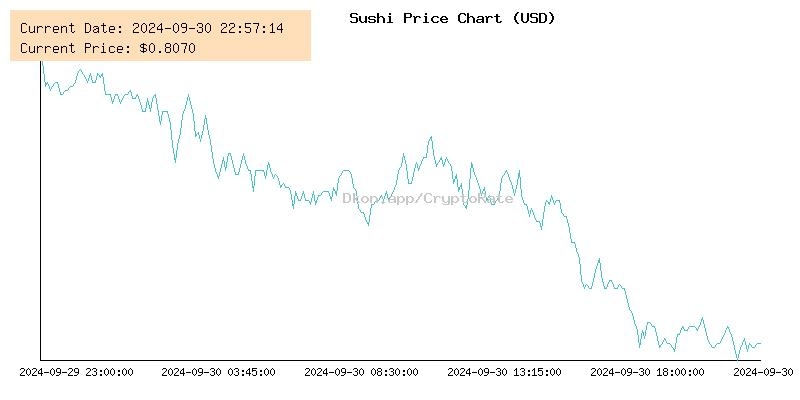 Sushi Price Chart (USD)
Current Date: 2024-09-30 22:57:14
Current Price: $0.8070
Dkop.app/CryptoRate
2024-09-29 23:00:00 2024-09-30 03:45:00 2024-09-30 08:30:00 2024-09-30 13:15:00 2024-09-30 18:00:00 2024-09-30